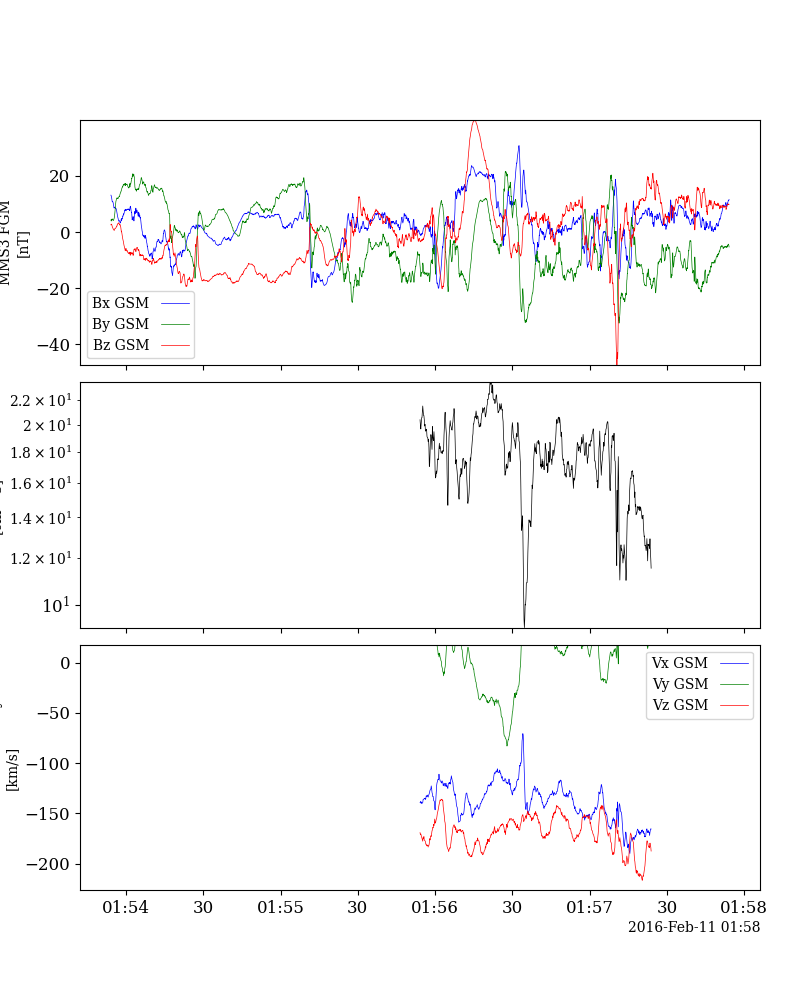 MMS3 FGM
[nT]
20
0
−20
−40
Bx GSM
By GSM
Bz GSM
2.2 × 10¹
2 × 10¹
1.8 × 10¹
1.6 × 10¹
1.4 × 10¹
1.2 × 10¹
10¹
0
−50
−100
−150
−200
[km/s]
Vx GSM
Vy GSM
Vz GSM
01:54 30 01:55 30 01:56 30 01:57 30 01:58
2016-Feb-11 01:58